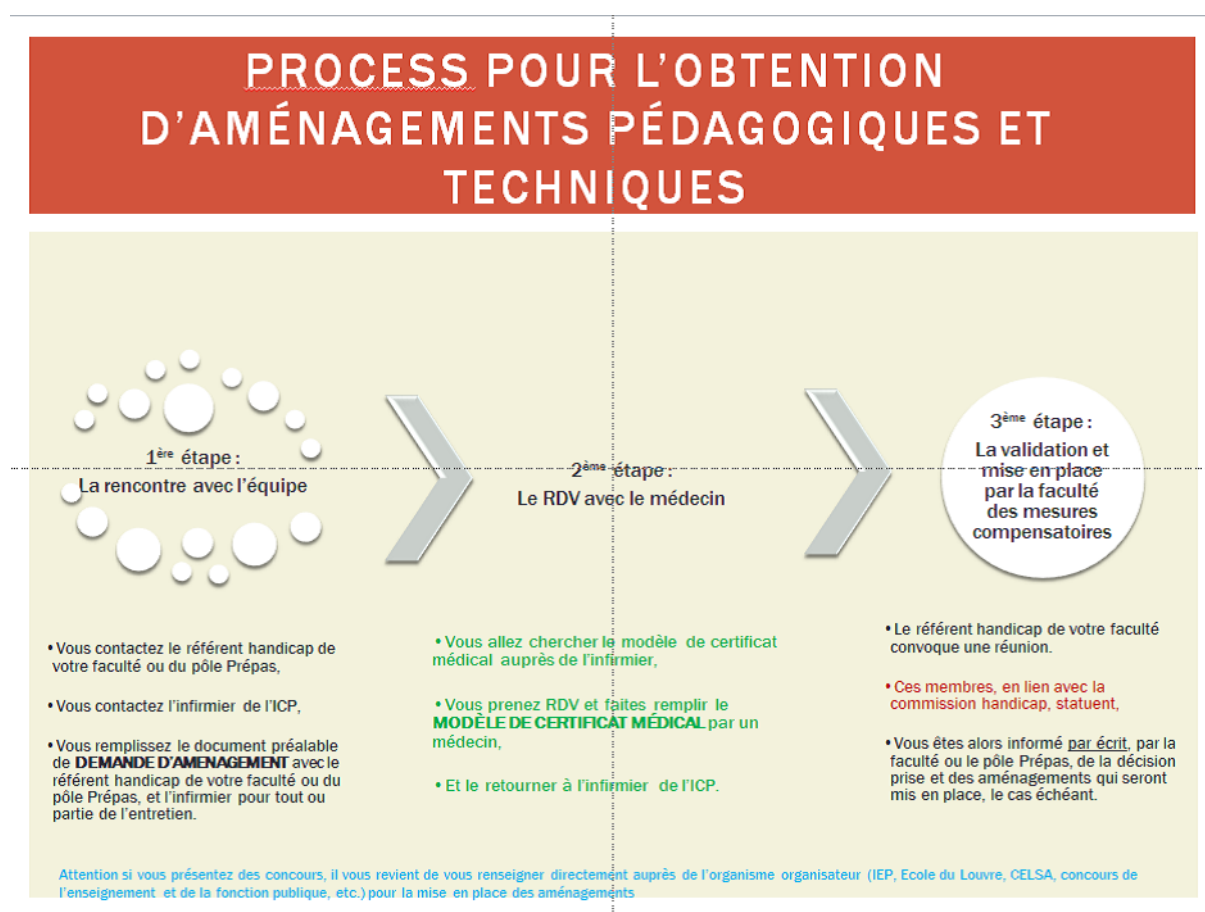 PROCESS POUR L'OBTENTION
D'AMÉNAGEMENTS PÉDAGOGIQUES ET
TECHNIQUES
1ère étape :
La rencontre avec l'équipe
2ème étape :
Le RDV avec le médecin
3ème étape :
La validation et
mise en place
par la faculté
des mesures
compensatoires
• Vous contactez le référent handicap de
votre faculté ou du pôle Prépas,
• Vous contactez l'infirmier de l'ICP,
• Vous remplissez le document préalable
de DEMANDE D'AMENAGEMENT avec le
référent handicap de votre faculté ou du
pôle Prépas, et l'infirmier pour tout ou
partie de l'entretien.
• Vous allez chercher le modèle de certificat
médical auprès de l'infirmier,
• Vous prenez RDV et faites remplir le
MODÈLE DE CERTIFICAT MÉDICAL par un
médecin,
• Et le retourner à l'infirmier de l'ICP.
• Le référent handicap de votre faculté
convoque une réunion.
• Ces membres, en lien avec la
commission handicap, statuent,
• Vous êtes alors informé par écrit, par la
faculté ou le pôle Prépas, de la décision
prise et des aménagements qui seront
mis en place, le cas échéant.
Attention si vous présentez des concours, il vous revient de vous renseigner directement auprès de l'organisme organisateur (IEP, Ecole du Louvre, CELSA, concours de
l'enseignement et de la fonction publique, etc.) pour la mise en place des aménagements